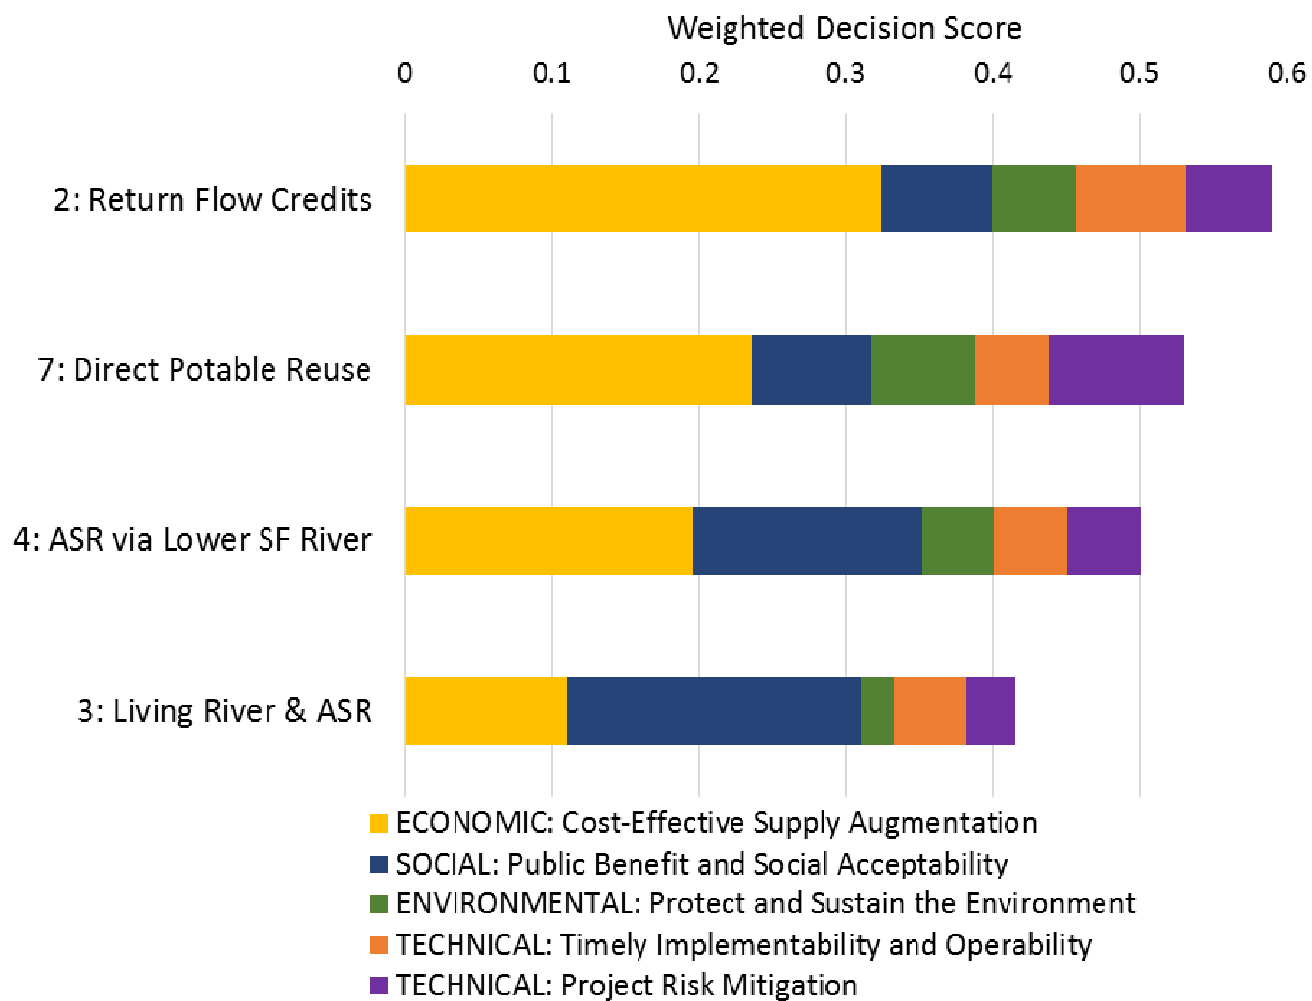 Weighted Decision Score
0 0.1 0.2 0.3 0.4 0.5 0.6
2: Return Flow Credits
7: Direct Potable Reuse
4: ASR via Lower SF River
3: Living River & ASR
ECONOMIC: Cost-Effective Supply Augmentation
SOCIAL: Public Benefit and Social Acceptability
ENVIRONMENTAL: Protect and Sustain the Environment
TECHNICAL: Timely Implementability and Operability
TECHNICAL: Project Risk Mitigation